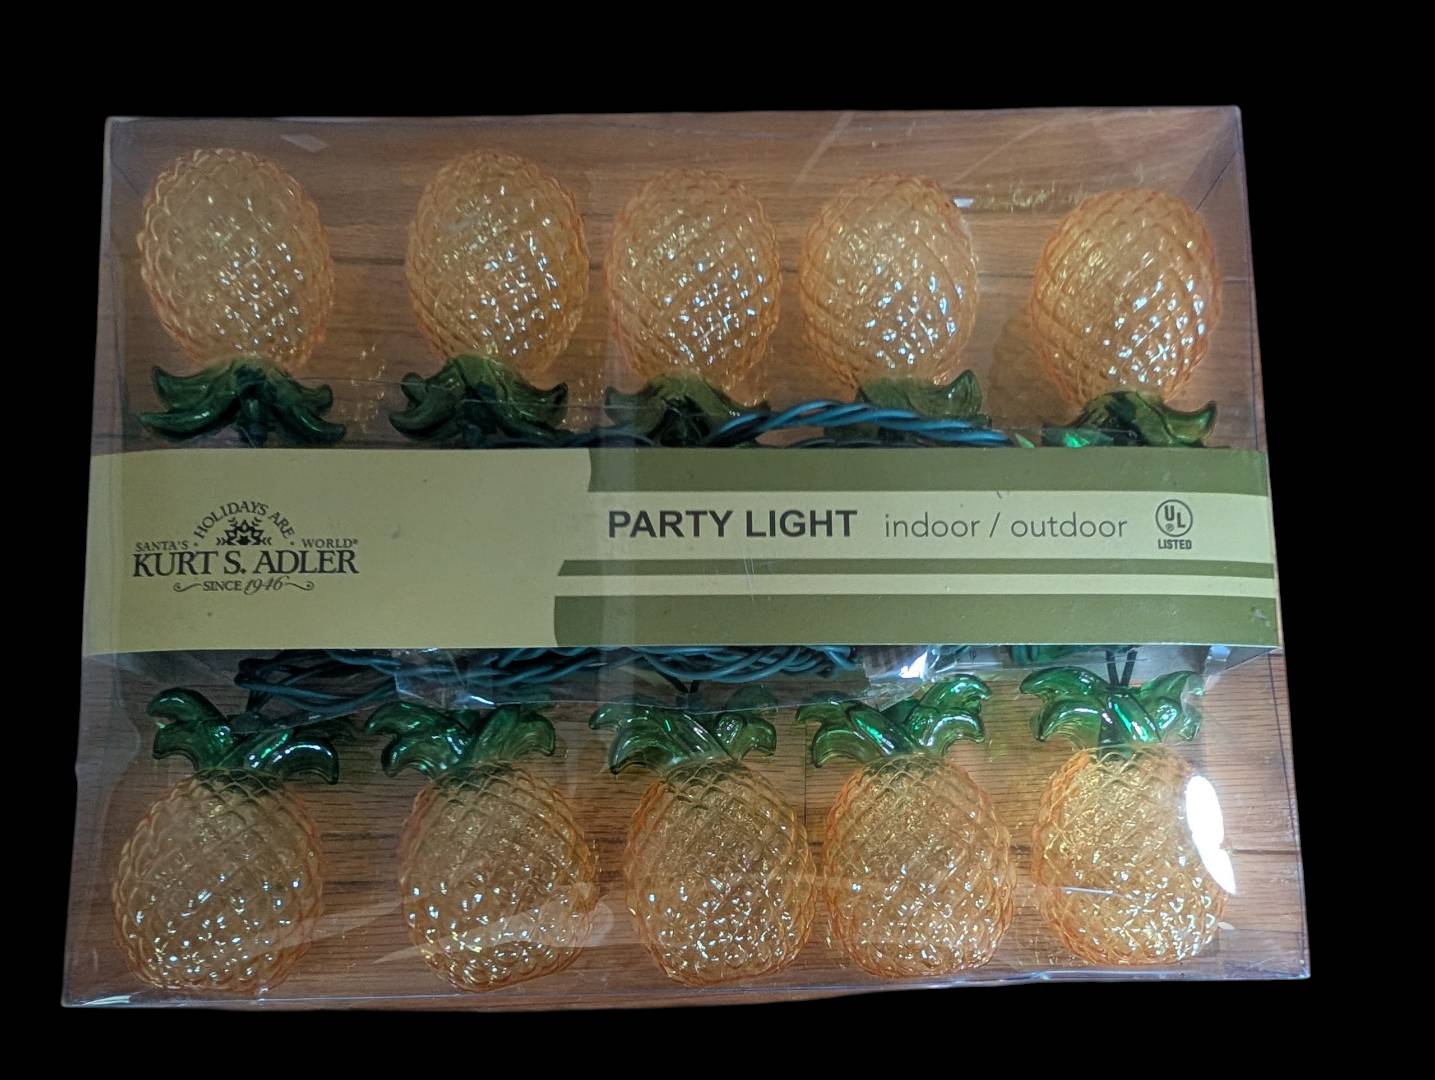 HOLIDAYS ARE
SANTA'S WORLD®
KURT S. ADLER
SINCE 1946
PARTY LIGHT indoor / outdoor
UL
®
LISTED